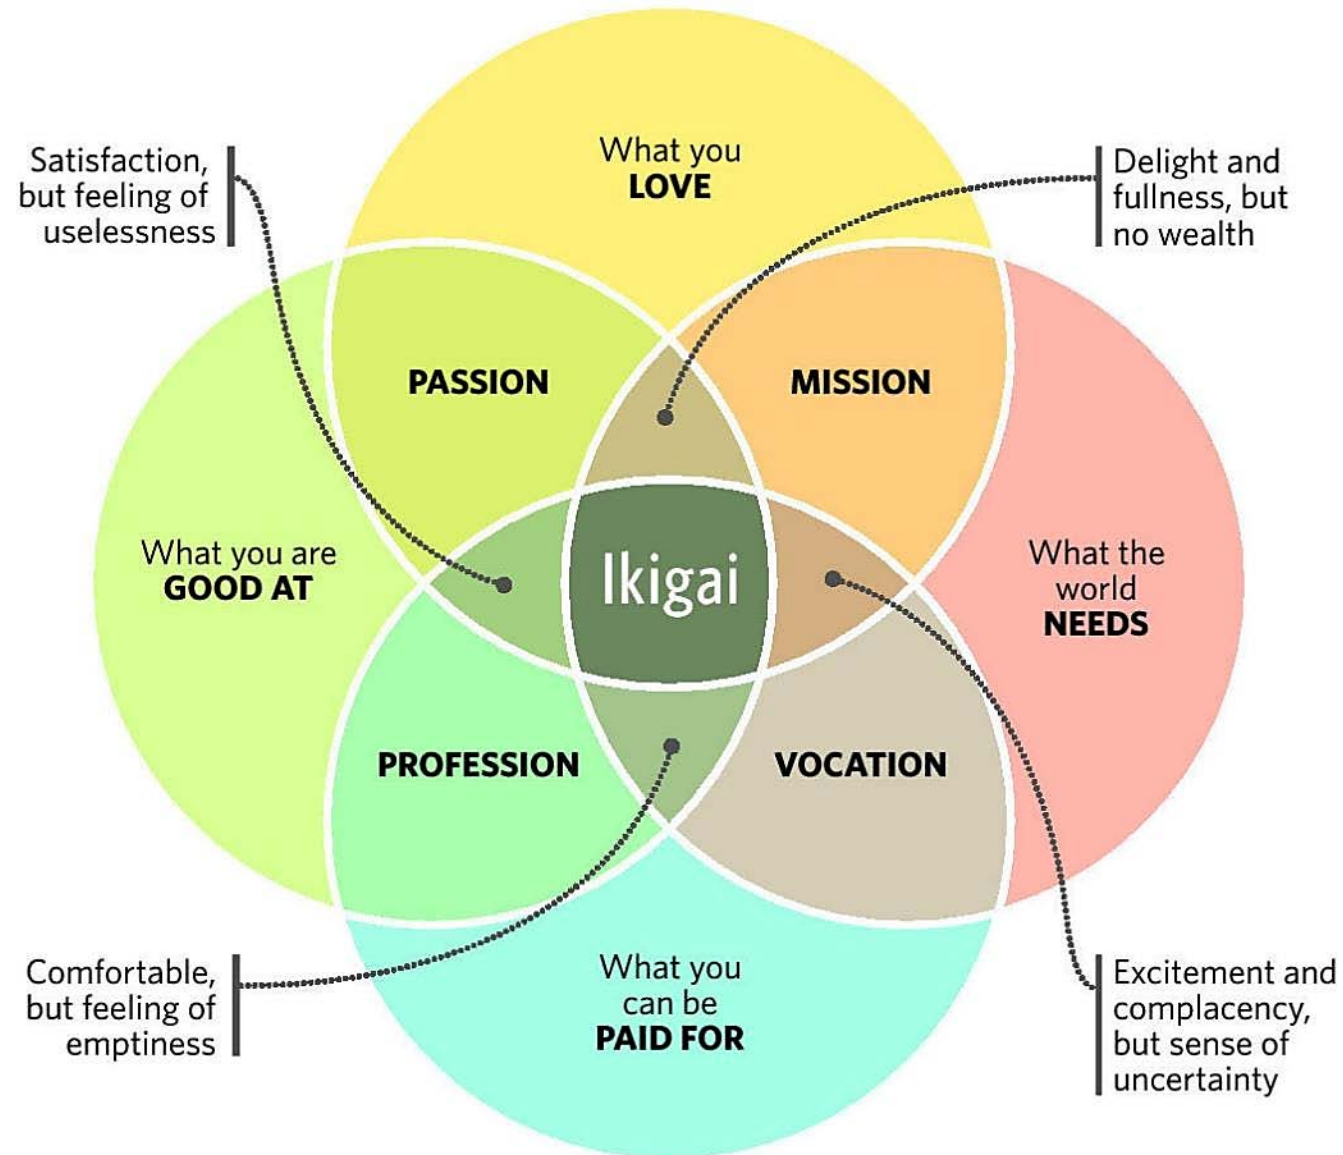 What you
LOVE
Satisfaction,
but feeling of
uselessness
Delight and
fullness, but
no wealth
PASSION
MISSION
What you are
GOOD AT
Ikigai
What the
world
NEEDS
PROFESSION
VOCATION
Comfortable,
but feeling of
emptiness
What you
can be
PAID FOR
Excitement and
complacency,
but sense of
uncertainty